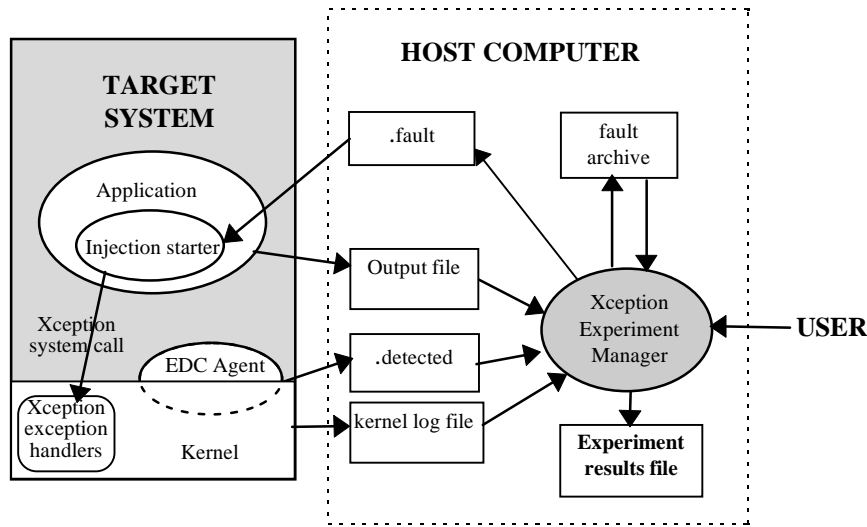 HOST COMPUTER
TARGET
SYSTEM
.fault
fault
archive
Application
Injection starter
Output file
Xception
Experiment
Manager
USER
Xception
system call
EDC Agent
.detected
Xception
exception
handlers
Kernel
kernel log file
Experiment
results file